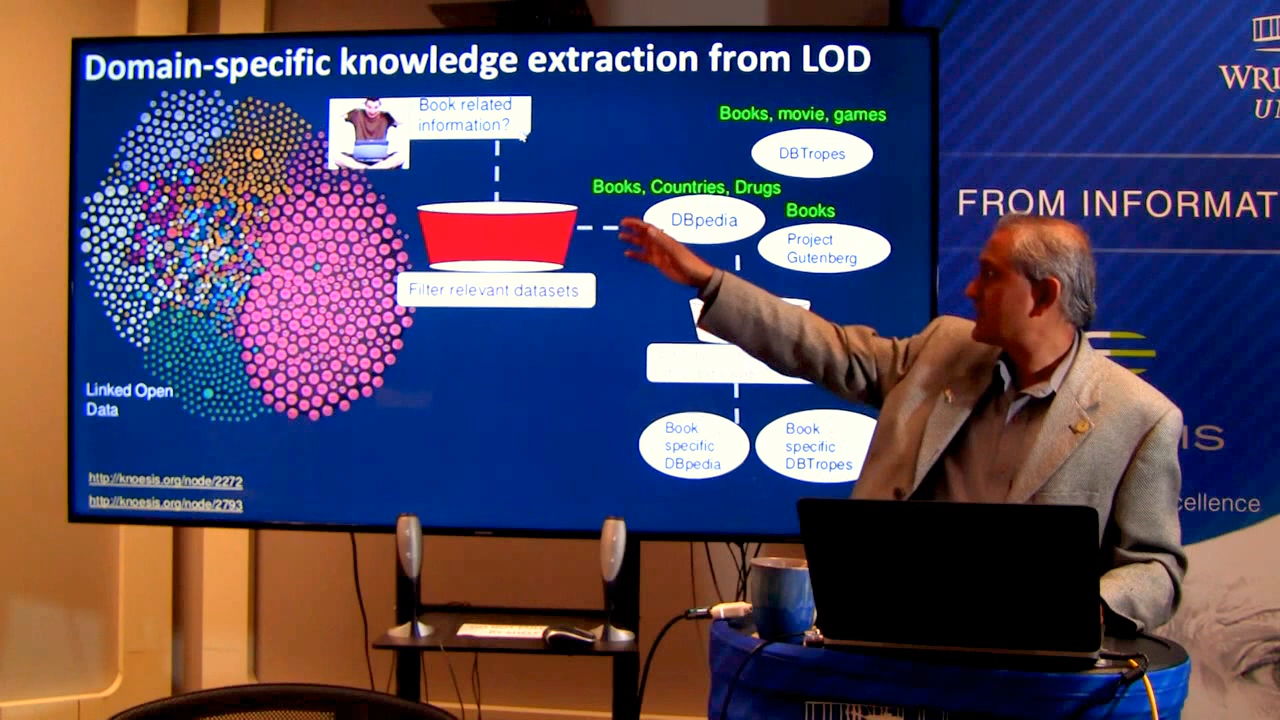 Domain-specific knowledge extraction from LOD
Book related
information?
Books, movie, games
DBTropes
Books, Countries, Drugs
DBpedia
Books
Project
Gutenberg
Filter relevant datasets
Linked Open
Data
Book
specific
DBpedia
Book
specific
DBTropes
http://knoesis.org/node/2272
http://knoesis.org/node/2793
WRI
U
FROM INFORMAT
IS
cellence